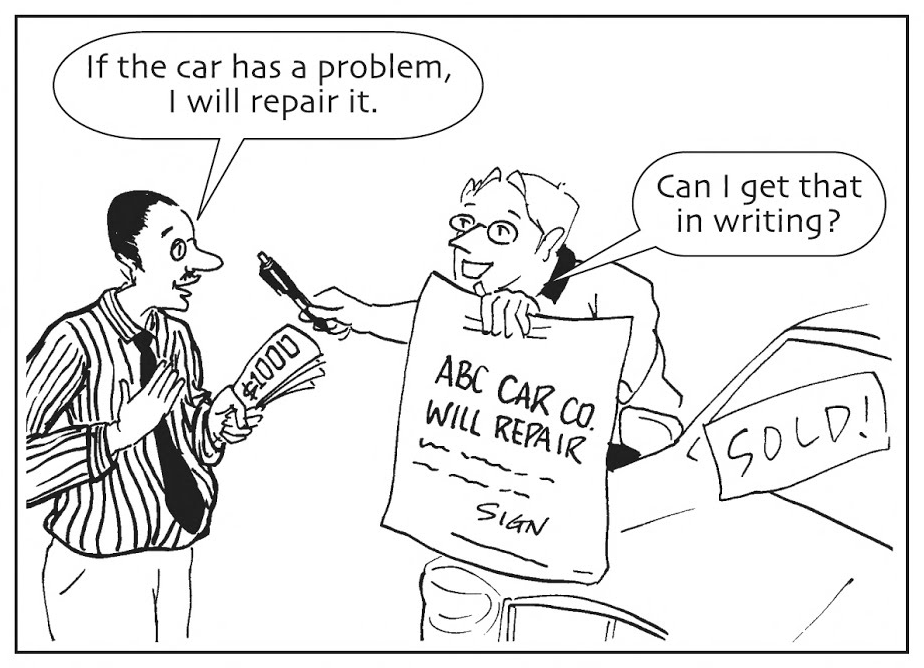 If the car has a problem,
I will repair it.
Can I get that
in writing?
$1000
ABC CAR CO.
WILL REPAIR
SIGN
SOLD!